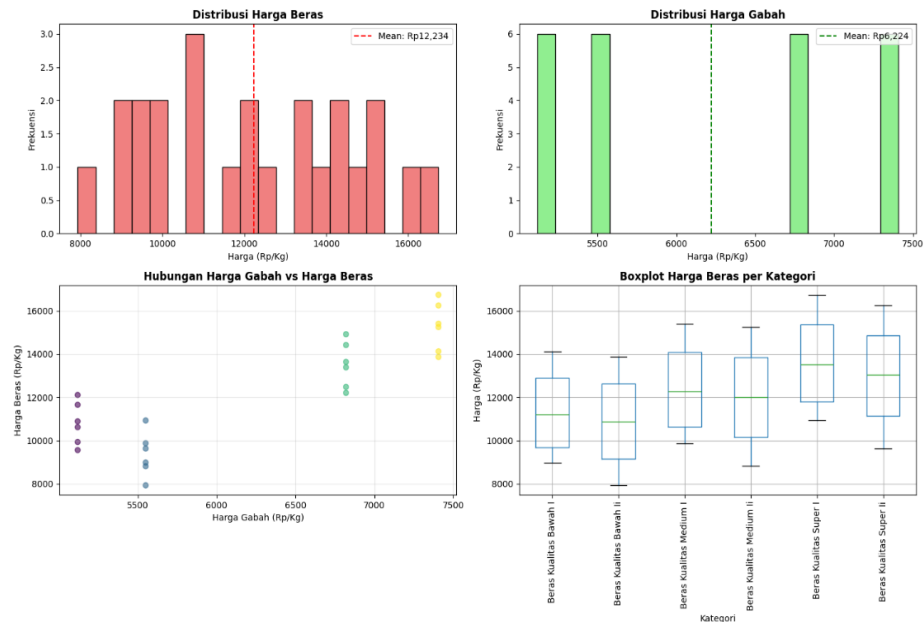 Distribusi Harga Beras
Mean: Rp12,234
Frekuensi
3.0
2.5
2.0
1.5
1.0
0.5
0.0
8000 10000 12000 14000 16000
Harga (Rp/Kg)
Distribusi Harga Gabah
Mean: Rp6,224
Frekuensi
6
5
4
3
2
1
0
5500 6000 6500 7000 7500
Harga (Rp/Kg)
Hubungan Harga Gabah vs Harga Beras
Harga Beras (Rp/Kg)
16000
14000
12000
10000
8000
5500 6000 6500 7000 7500
Harga Gabah (Rp/Kg)
Boxplot Harga Beras per Kategori
Harga (Rp/Kg)
16000
14000
12000
10000
8000
Beras Kualitas Bawah I
Beras Kualitas Bawah Ii
Beras Kualitas Medium I
Beras Kualitas Medium Ii
Beras Kualitas Super I
Beras Kualitas Super Ii
Kategori